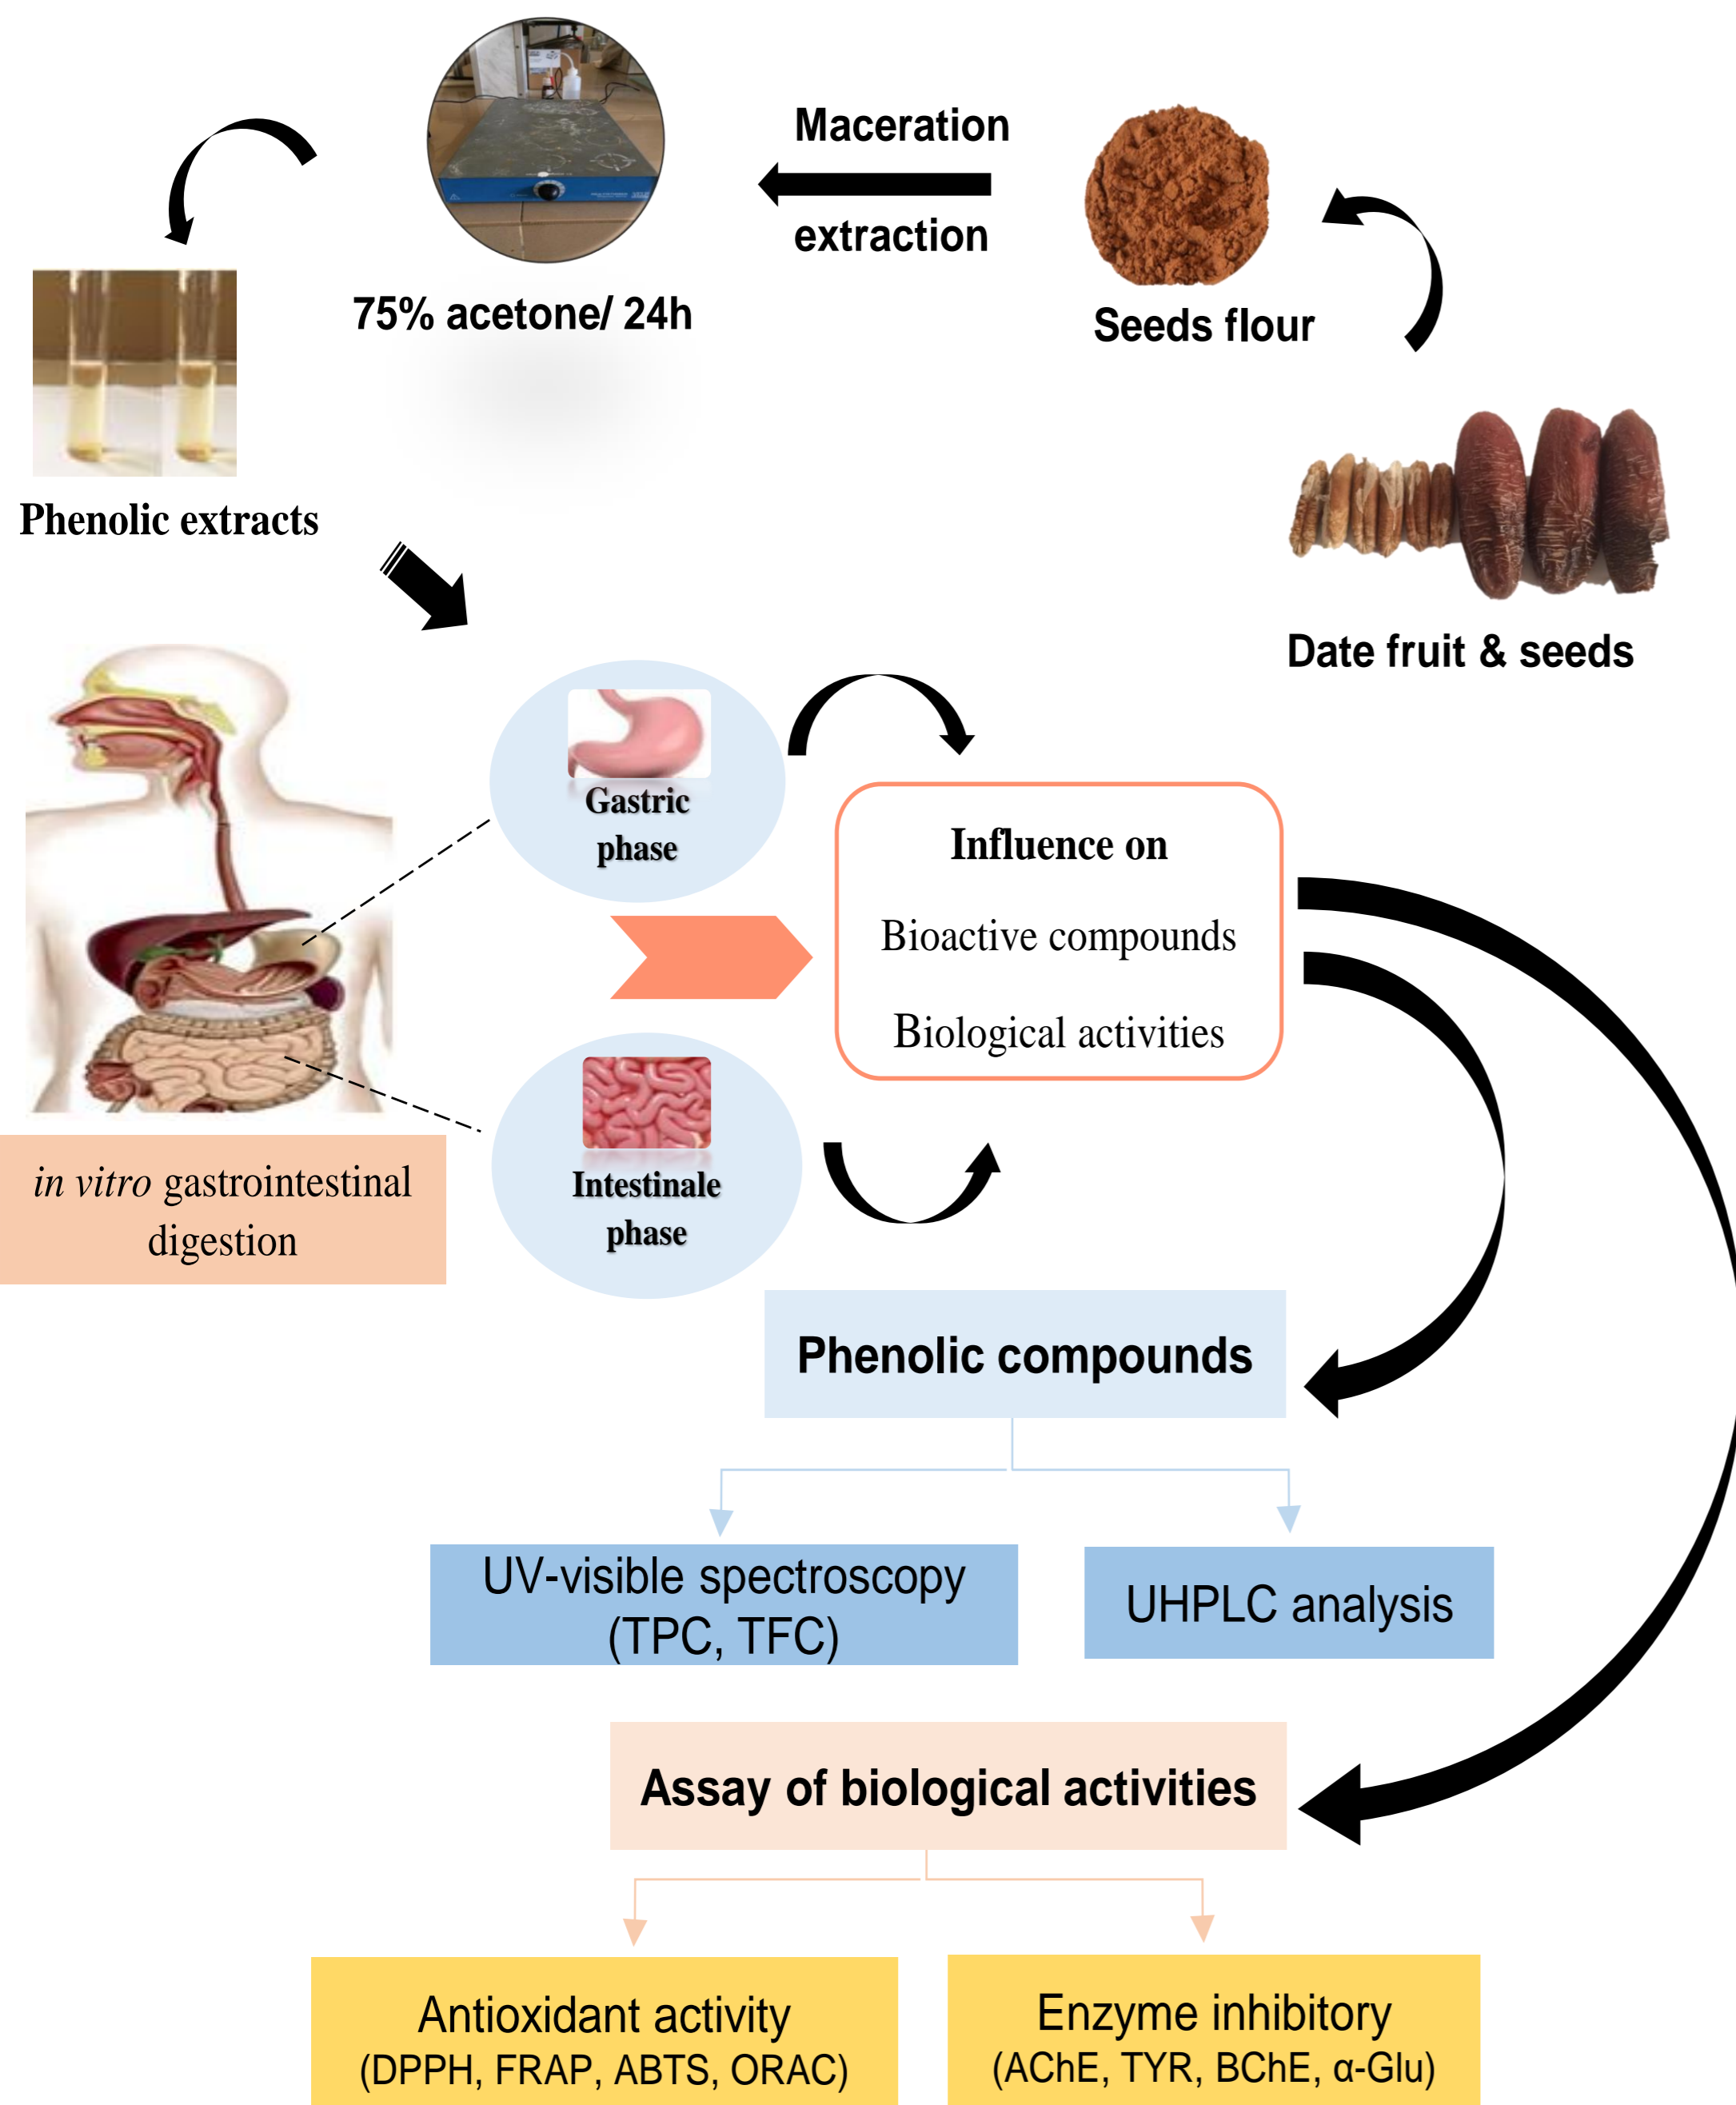 Maceration
extraction
75% acetone/ 24h
Seeds flour
Phenolic extracts
Date fruit & seeds
Gastric
phase
Influence on
Bioactive compounds
Biological activities
in vitro gastrointestinal
digestion
Intestinale
phase
Phenolic compounds
UV-visible spectroscopy
(TPC, TFC)
UHPLC analysis
Assay of biological activities
Antioxidant activity
(DPPH, FRAP, ABTS, ORAC)
Enzyme inhibitory
(AChE, TYR, BChE, α-Glu)